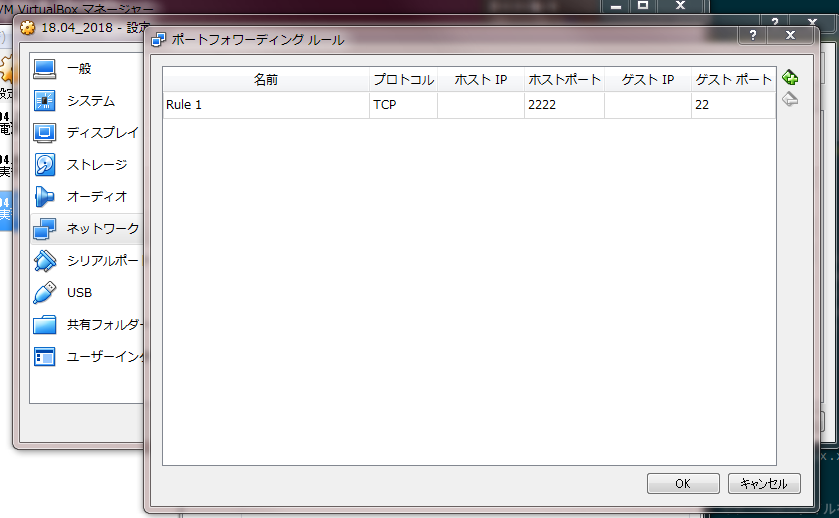 VM VirtualBox マネージャー
18.04_2018 - 設定
ポートフォワーディング ルール
名前 プロトコル ホスト IP ホストポート ゲスト IP ゲスト ポート
Rule 1 TCP 2222 22
一般
システム
ディスプレイ
ストレージ
オーディオ
ネットワーク
シリアルポー
USB
共有フォルダー
ユーザーイン
OK キャンセル